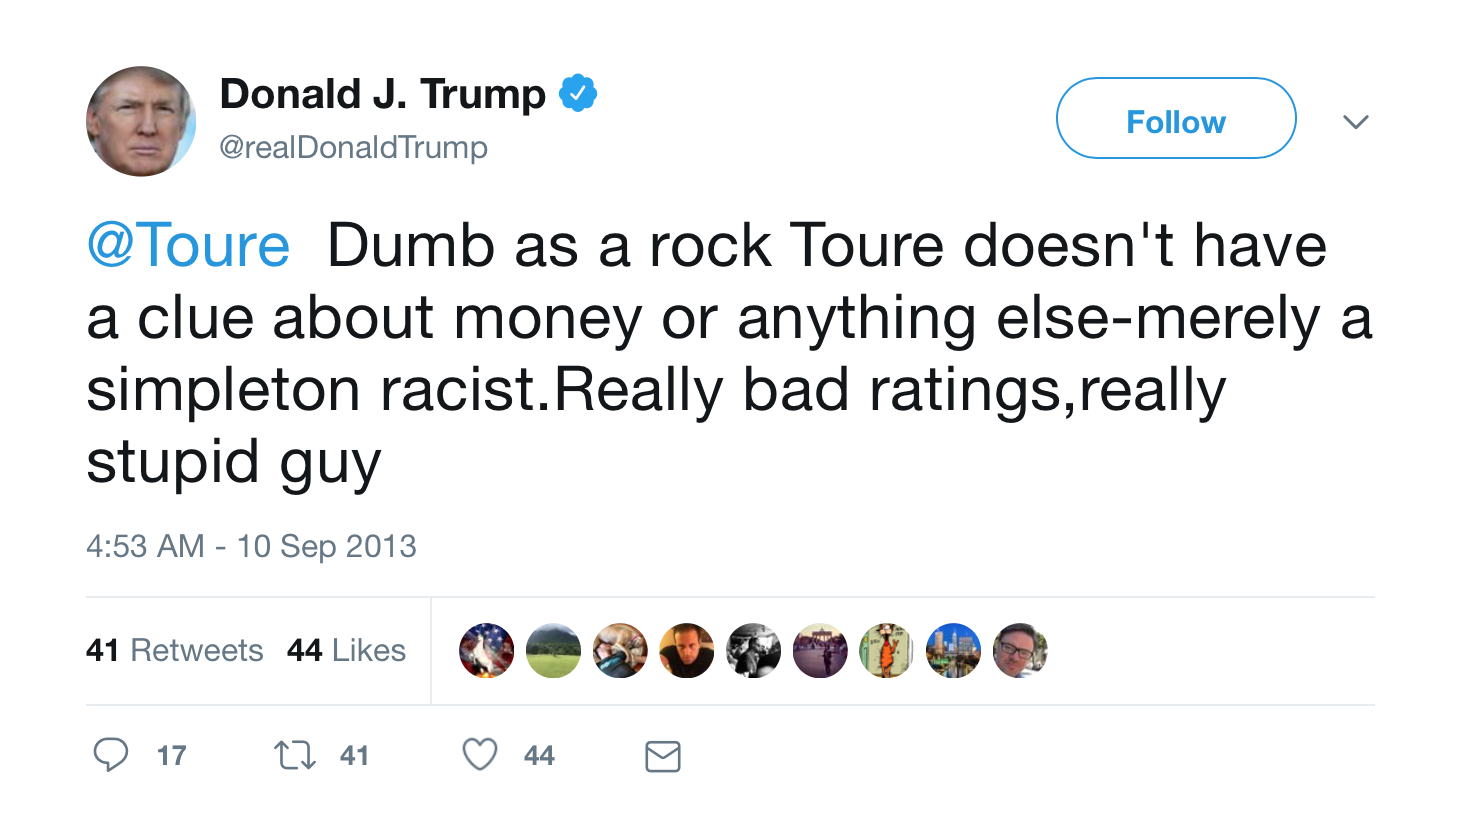 Donald J. Trump
@realDonaldTrump
Follow
@Toure Dumb as a rock Toure doesn't have
a clue about money or anything else-merely a
simpleton racist.Really bad ratings,really
stupid guy
4:53 AM - 10 Sep 2013
41 Retweets 44 Likes
17 41 44